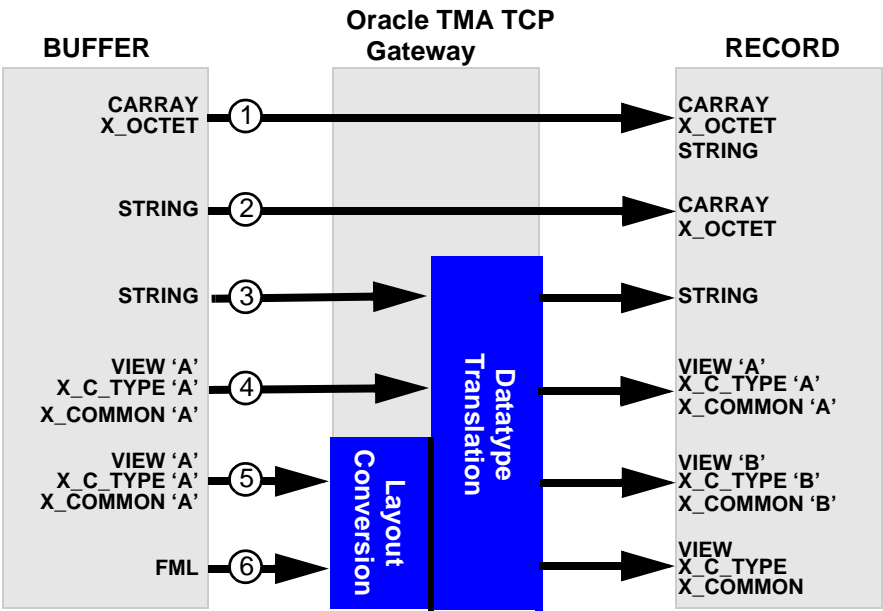 Oracle TMA TCP
Gateway
BUFFER
RECORD
CARRAY
X_OCTET
1
CARRAY
X_OCTET
STRING
STRING
2
CARRAY
X_OCTET
STRING
3
STRING
VIEW ‘A’
X_C_TYPE ‘A’
X_COMMON ‘A’
4
VIEW ‘A’
X_C_TYPE ‘A’
X_COMMON ‘A’
VIEW ‘A’
X_C_TYPE ‘A’
X_COMMON ‘A’
5
VIEW ‘B’
X_C_TYPE ‘B’
X_COMMON ‘B’
FML
6
VIEW
X_C_TYPE
X_COMMON
Datatype
Translation
Layout
Conversion